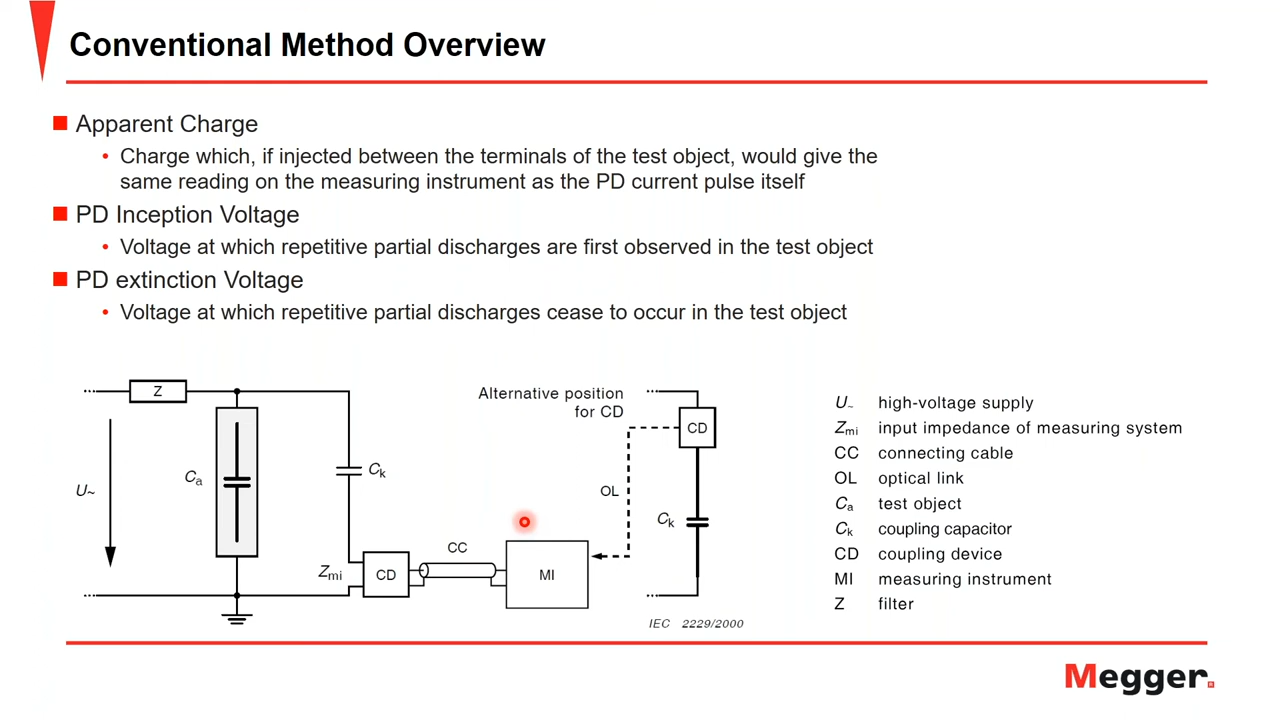 Conventional Method Overview
Apparent Charge
• Charge which, if injected between the terminals of the test object, would give the
same reading on the measuring instrument as the PD current pulse itself
PD Inception Voltage
• Voltage at which repetitive partial discharges are first observed in the test object
PD extinction Voltage
• Voltage at which repetitive partial discharges cease to occur in the test object
Z
U~
Ca
Ck
Zmi
CD
CC
MI
Alternative position
for CD
OL
CD
Ck
IEC 2229/2000
U~ high-voltage supply
Zmi input impedance of measuring system
CC connecting cable
OL optical link
Ca test object
Ck coupling capacitor
CD coupling device
MI measuring instrument
Z filter
Megger.